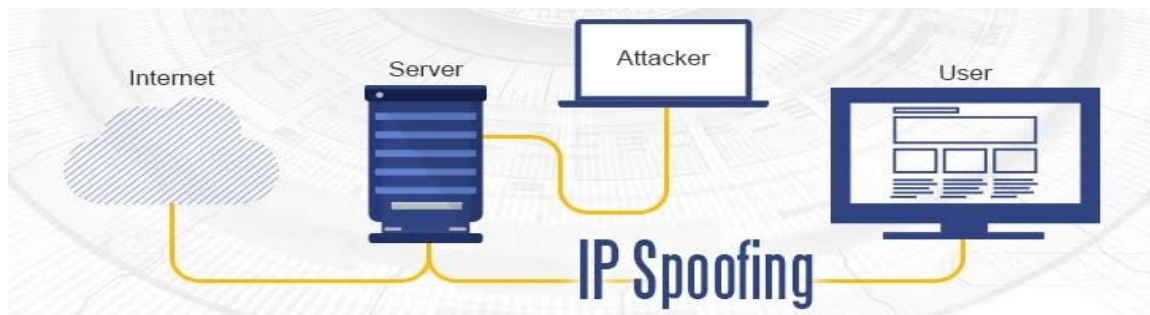 Internet
Server
Attacker
User
IP Spoofing